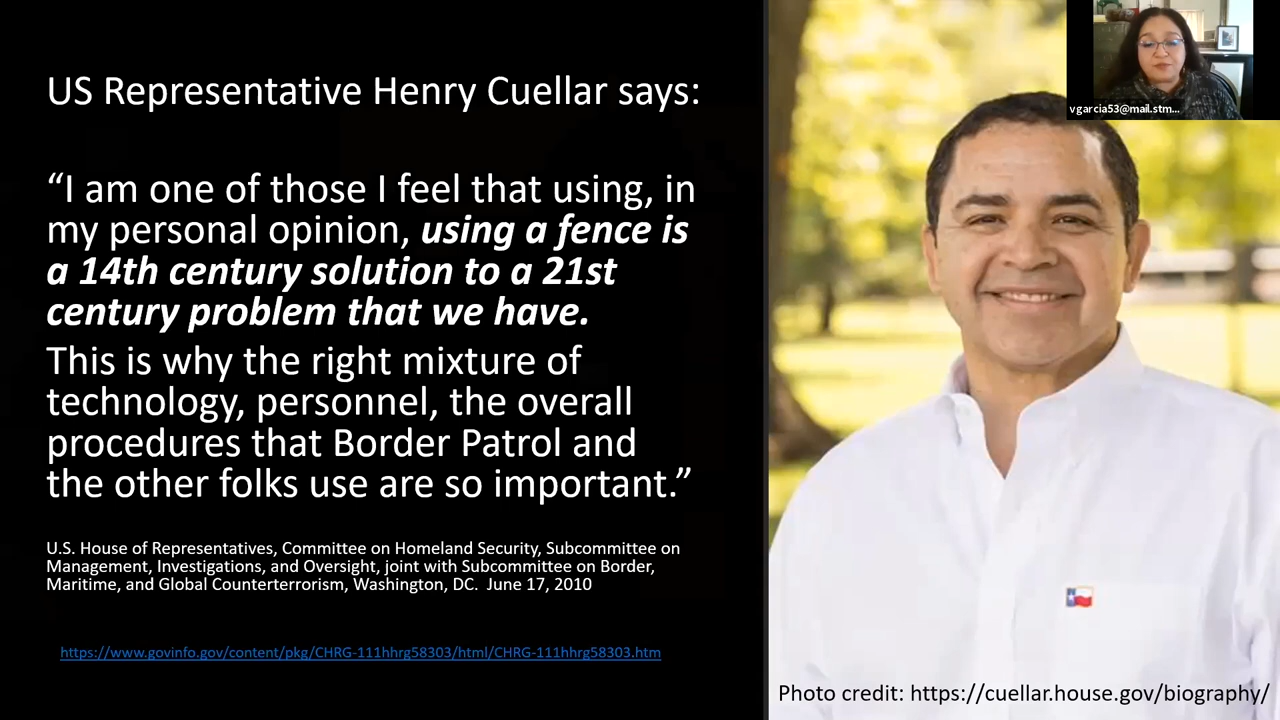 US Representative Henry Cuellar says:
“I am one of those I feel that using, in
my personal opinion, using a fence is
a 14th century solution to a 21st
century problem that we have.
This is why the right mixture of
technology, personnel, the overall
procedures that Border Patrol and
the other folks use are so important.”
U.S. House of Representatives, Committee on Homeland Security, Subcommittee on
Management, Investigations, and Oversight, joint with Subcommittee on Border,
Maritime, and Global Counterterrorism, Washington, DC. June 17, 2010
https://www.govinfo.gov/content/pkg/CHRG-111hhrg58303/html/CHRG-111hhrg58303.htm
vgarcia53@mail.stm...
Photo credit: https://cuellar.house.gov/biography/